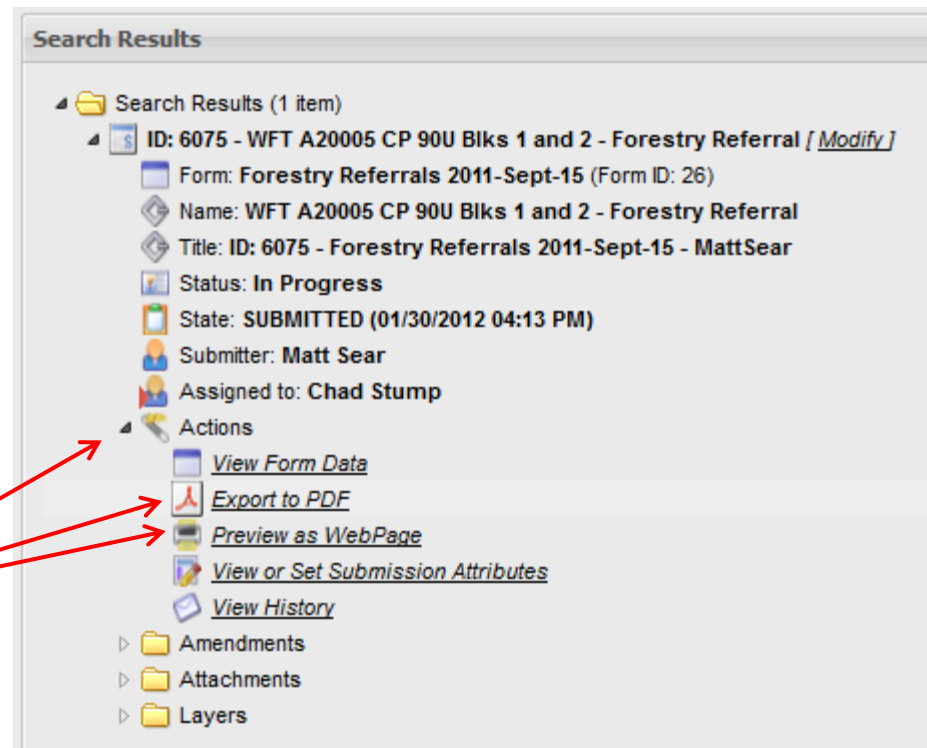 Search Results
Search Results (1 item)
ID: 6075 - WFT A20005 CP 90U Blks 1 and 2 - Forestry Referral [ Modify ]
Form: Forestry Referrals 2011-Sept-15 (Form ID: 26)
Name: WFT A20005 CP 90U Blks 1 and 2 - Forestry Referral
Title: ID: 6075 - Forestry Referrals 2011-Sept-15 - MattSear
Status: In Progress
State: SUBMITTED (01/30/2012 04:13 PM)
Submitter: Matt Sear
Assigned to: Chad Stump
Actions
View Form Data
Export to PDF
Preview as WebPage
View or Set Submission Attributes
View History
Amendments
Attachments
Layers